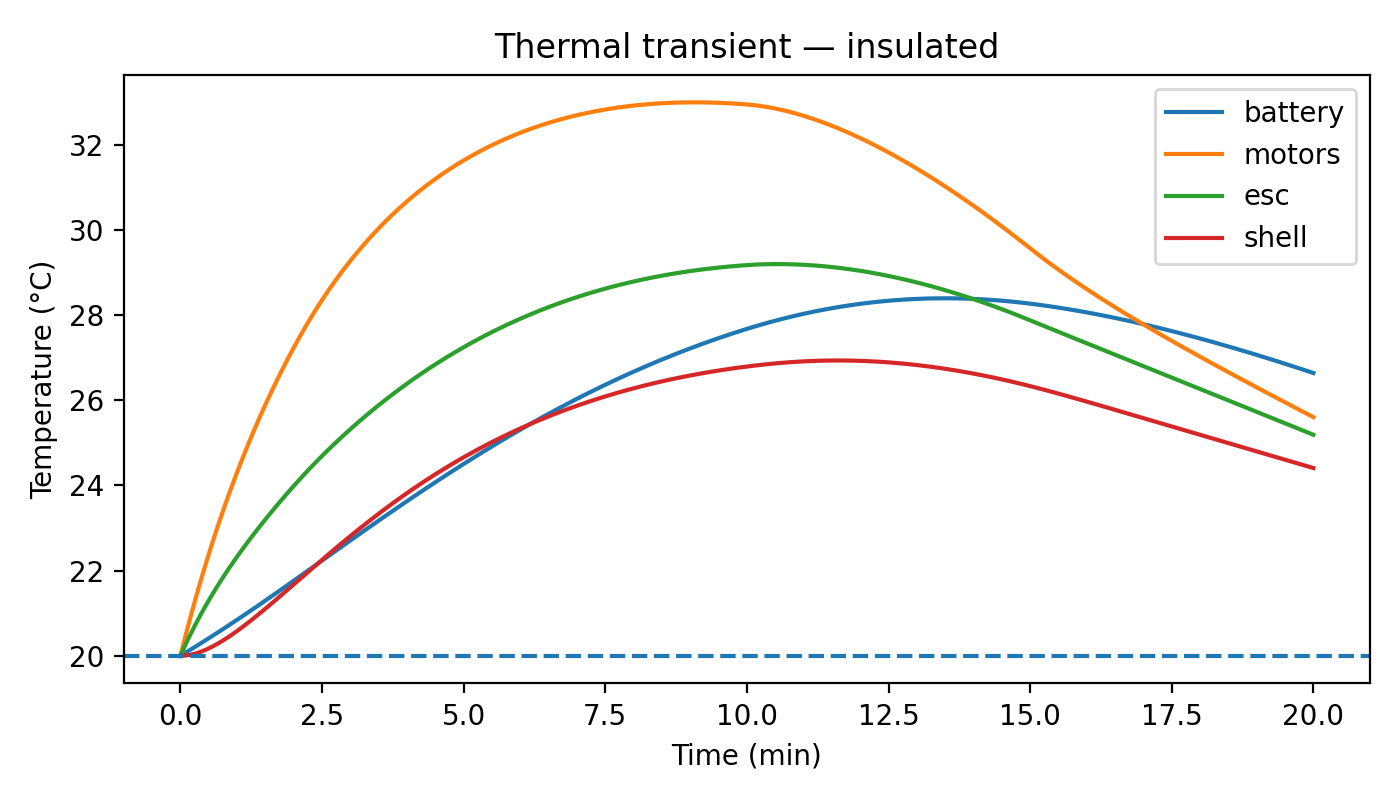 Thermal transient — insulated
battery
motors
esc
shell
Temperature (°C)
32
30
28
26
24
22
20
0.0 2.5 5.0 7.5 10.0 12.5 15.0 17.5 20.0
Time (min)